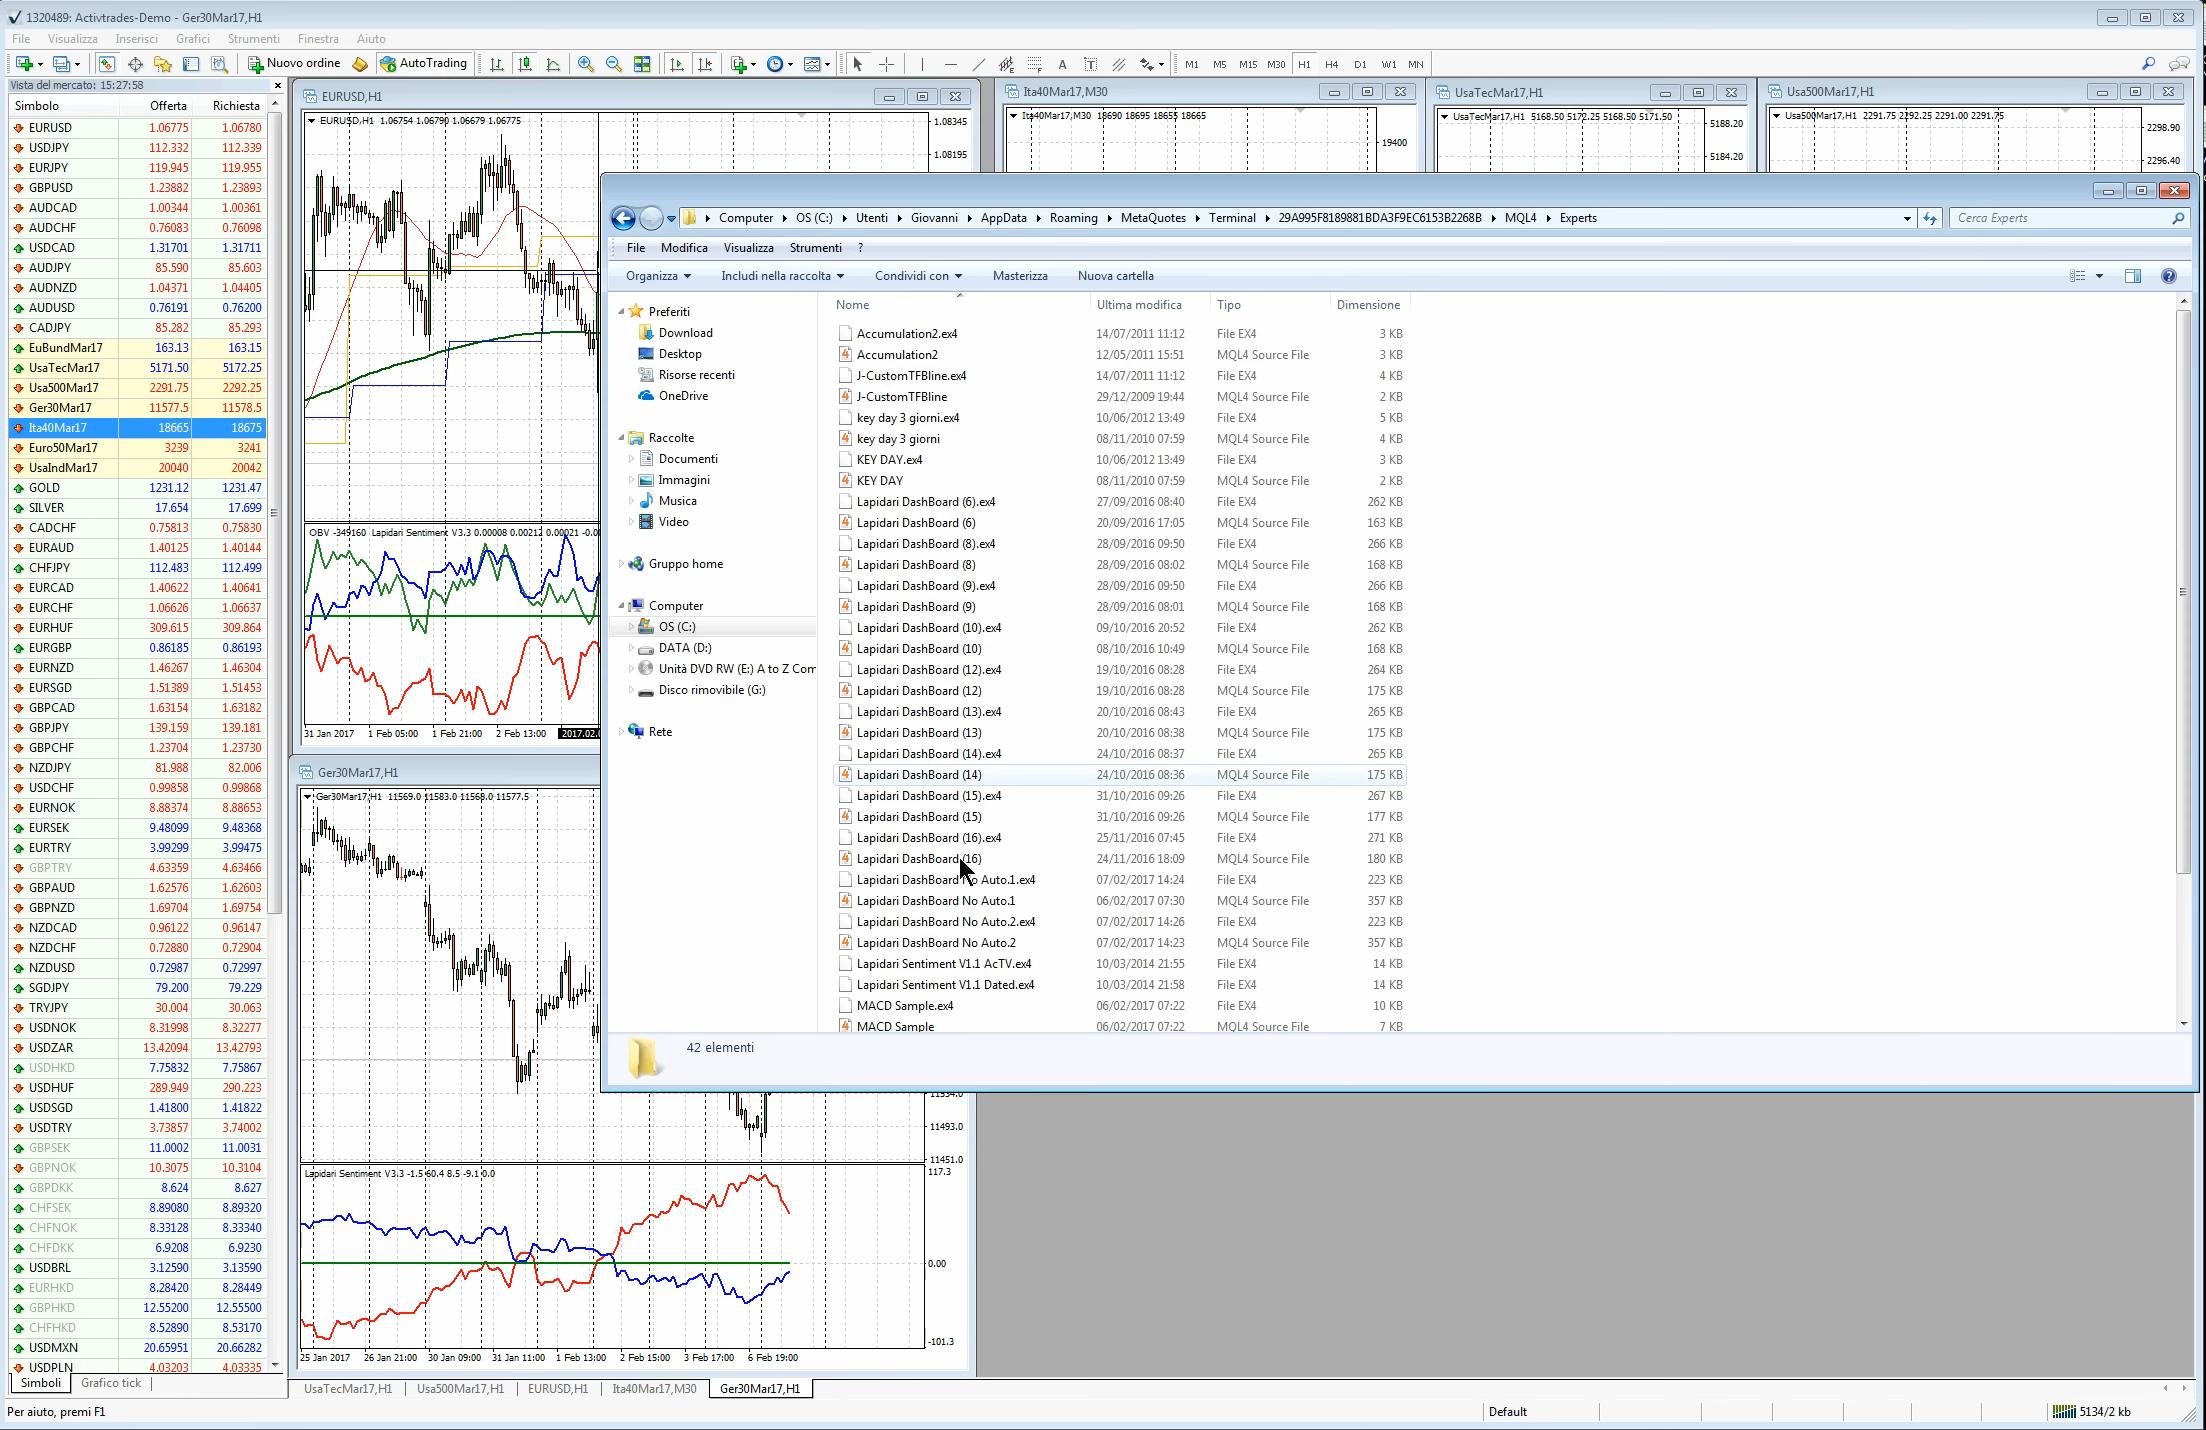 1320489: Activtrades-Demo - Ger30Mar17,H1
File Visualizza Inserisci Grafici Strumenti Finestra Aiuto
Nuovo ordine AutoTrading M1 M5 M15 M30 H1 H4 D1 W1 MN
Vista del mercato: 15:27:58
Simbolo Offerta Richiesta
EURUSD 1.06775 1.06780
USDJPY 112.332 112.339
EURJPY 119.945 119.955
GBPUSD 1.23882 1.23893
AUDCAD 1.00344 1.00361
AUDCHF 0.76083 0.76098
USDCAD 1.31701 1.31711
AUDJPY 85.590 85.603
AUDNZD 1.04371 1.04405
AUDUSD 0.76191 0.76200
CADJPY 85.282 85.293
EuBundMar17 163.13 163.15
UsaTecMar17 5171.50 5172.25
Usa500Mar17 2291.75 2292.25
Ger30Mar17 11577.5 11578.5
Ita40Mar17 18665 18675
Euro50Mar17 3239 3241
UsaIndMar17 20040 20042
GOLD 1231.12 1231.47
SILVER 17.654 17.699
CADCHF 0.75813 0.75830
EURAUD 1.40125 1.40144
CHFJPY 112.483 112.499
EURCAD 1.40622 1.40641
EURCHF 1.06626 1.06637
EURHUF 309.615 309.864
EURGBP 0.86185 0.86193
EURNZD 1.46267 1.46304
EURSGD 1.51389 1.51453
GBPCAD 1.63154 1.63182
GBPJPY 139.159 139.181
GBPCHF 1.23704 1.23730
NZDJPY 81.988 82.006
USDCHF 0.99858 0.99868
EURNOK 8.88374 8.88653
EURSEK 9.48099 9.48368
EURTRY 3.99299 3.99475
GBPTRY 4.63359 4.63466
GBPAUD 1.62576 1.62603
GBPNZD 1.69704 1.69754
NZDCAD 0.96122 0.96147
NZDCHF 0.72880 0.72904
NZDUSD 0.72987 0.72997
SGDJPY 79.200 79.229
TRYJPY 30.004 30.063
USDNOK 8.31998 8.32277
USDZAR 13.42094 13.42793
USDHKD 7.75832 7.75867
USDHUF 289.949 290.223
USDSGD 1.41800 1.41822
USDTRY 3.73857 3.74002
GBPSEK 11.0002 11.0031
GBPNOK 10.3075 10.3104
GBPDKK 8.624 8.627
CHFSEK 8.89080 8.89320
CHFNOK 8.33128 8.33340
CHFDKK 6.9208 6.9230
USDBRL 3.12590 3.13590
EURHKD 8.28420 8.28449
GBPHKD 12.55200 12.55500
CHFHKD 8.52890 8.53170
USDMXN 20.65951 20.66282
USDPLN 4.03203 4.03335
Simboli Grafico tick
EURUSD,H1
EURUSD,H1 1.06754 1.06790 1.06679 1.06775
1.08345
1.08195
OBV -349160 Lapidari Sentiment V3.3 0.00008 0.00212 0.00021 -0.00
31 Jan 2017 1 Feb 05:00 1 Feb 21:00 2 Feb 13:00 2017.02.0
Ita40Mar17,M30
Ita40Mar17,M30 18690 18695 18655 18665
19400
UsaTecMar17,H1
UsaTecMar17,H1 5168.50 5172.25 5168.50 5171.50
5188.20
5184.20
Usa500Mar17,H1
Usa500Mar17,H1 2291.75 2292.25 2291.00 2291.75
2298.90
2296.40
Computer OS (C:) Utenti Giovanni AppData Roaming MetaQuotes Terminal 29A995F8189881BDA3F9EC6153B2268B MQL4 Experts
Cerca Experts
File Modifica Visualizza Strumenti ?
Organizza Includi nella raccolta Condividi con Masterizza Nuova cartella
Preferiti
Download
Desktop
Risorse recenti
OneDrive
Raccolte
Documenti
Immagini
Musica
Video
Gruppo home
Computer
OS (C:)
DATA (D:)
Unità DVD RW (E:) A to Z Com
Disco rimovibile (G:)
Rete
Nome Ultima modifica Tipo Dimensione
Accumulation2.ex4 14/07/2011 11:12 File EX4 3 KB
Accumulation2 12/05/2011 15:51 MQL4 Source File 3 KB
J-CustomTFBline.ex4 14/07/2011 11:12 File EX4 4 KB
J-CustomTFBline 29/12/2009 19:44 MQL4 Source File 2 KB
key day 3 giorni.ex4 10/06/2012 13:49 File EX4 5 KB
key day 3 giorni 08/11/2010 07:59 MQL4 Source File 4 KB
KEY DAY.ex4 10/06/2012 13:49 File EX4 3 KB
KEY DAY 08/11/2010 07:59 MQL4 Source File 2 KB
Lapidari DashBoard (6).ex4 27/09/2016 08:40 File EX4 262 KB
Lapidari DashBoard (6) 20/09/2016 17:05 MQL4 Source File 163 KB
Lapidari DashBoard (8).ex4 28/09/2016 09:50 File EX4 266 KB
Lapidari DashBoard (8) 28/09/2016 08:02 MQL4 Source File 168 KB
Lapidari DashBoard (9).ex4 28/09/2016 09:50 File EX4 266 KB
Lapidari DashBoard (9) 28/09/2016 08:01 MQL4 Source File 168 KB
Lapidari DashBoard (10).ex4 09/10/2016 20:52 File EX4 262 KB
Lapidari DashBoard (10) 08/10/2016 10:49 MQL4 Source File 168 KB
Lapidari DashBoard (12).ex4 19/10/2016 08:28 File EX4 264 KB
Lapidari DashBoard (12) 19/10/2016 08:28 MQL4 Source File 175 KB
Lapidari DashBoard (13).ex4 20/10/2016 08:43 File EX4 265 KB
Lapidari DashBoard (13) 20/10/2016 08:38 MQL4 Source File 175 KB
Lapidari DashBoard (14).ex4 24/10/2016 08:37 File EX4 265 KB
Lapidari DashBoard (14) 24/10/2016 08:36 MQL4 Source File 175 KB
Lapidari DashBoard (15).ex4 31/10/2016 09:26 File EX4 267 KB
Lapidari DashBoard (15) 31/10/2016 09:26 MQL4 Source File 177 KB
Lapidari DashBoard (16).ex4 25/11/2016 07:45 File EX4 271 KB
Lapidari DashBoard (16) 24/11/2016 18:09 MQL4 Source File 180 KB
Lapidari DashBoard No Auto.1.ex4 07/02/2017 14:24 File EX4 223 KB
Lapidari DashBoard No Auto.1 06/02/2017 07:30 MQL4 Source File 357 KB
Lapidari DashBoard No Auto.2.ex4 07/02/2017 14:26 File EX4 223 KB
Lapidari DashBoard No Auto.2 07/02/2017 14:23 MQL4 Source File 357 KB
Lapidari Sentiment V1.1 AcTV.ex4 10/03/2014 21:55 File EX4 14 KB
Lapidari Sentiment V1.1 Dated.ex4 10/03/2014 21:58 File EX4 14 KB
MACD Sample.ex4 06/02/2017 07:22 File EX4 10 KB
MACD Sample 06/02/2017 07:22 MQL4 Source File 7 KB
42 elementi
Ger30Mar17,H1
Ger30Mar17,H1 11569.0 11583.0 11568.0 11577.5
11534.0
11493.0
11451.0
Lapidari Sentiment V3.3 -1.5 60.4 8.5 -9.1 0.0
117.3
0.00
-101.3
25 Jan 2017 26 Jan 21:00 30 Jan 09:00 31 Jan 11:00 1 Feb 13:00 2 Feb 15:00 3 Feb 17:00 6 Feb 19:00
UsaTecMar17,H1 Usa500Mar17,H1 EURUSD,H1 Ita40Mar17,M30 Ger30Mar17,H1
Per aiuto, premi F1 Default 5134/2 kb